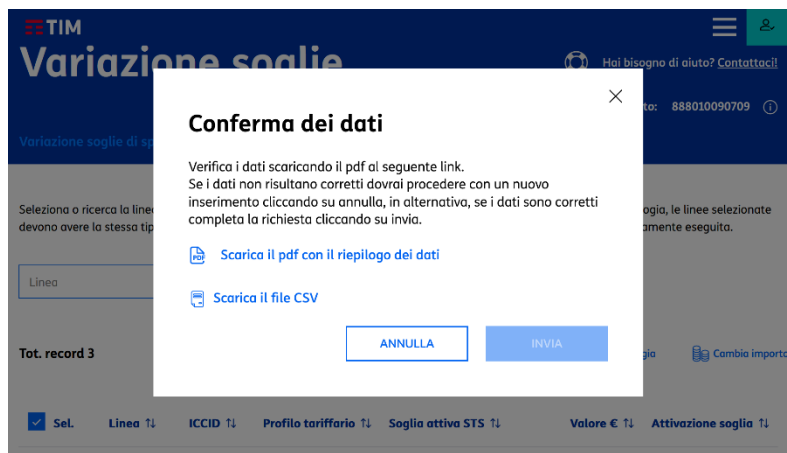 TIM
Variazione soglie
Hai bisogno di aiuto? Contattaci!
to: 888010090709
Variazione soglie di sp
Conferma dei dati
Verifica i dati scaricando il pdf al seguente link.
Se i dati non risultano corretti dovrai procedere con un nuovo
inserimento cliccando su annulla, in alternativa, se i dati sono corretti
completa la richiesta cliccando su invia.
Seleziona o ricerca la linee
ogia, le linee selezionate
devono avere la stessa tip
amente eseguita.
PDF
Scarica il pdf con il riepilogo dei dati
Linea
Scarica il file CSV
ANNULLA
INVIA
Tot. record 3
gia
Cambia importo
Sel. Linea ↑↓ ICCID ↑↓ Profilo tariffario ↑↓ Soglia attiva STS ↑↓ Valore € ↑↓ Attivazione soglia ↑↓